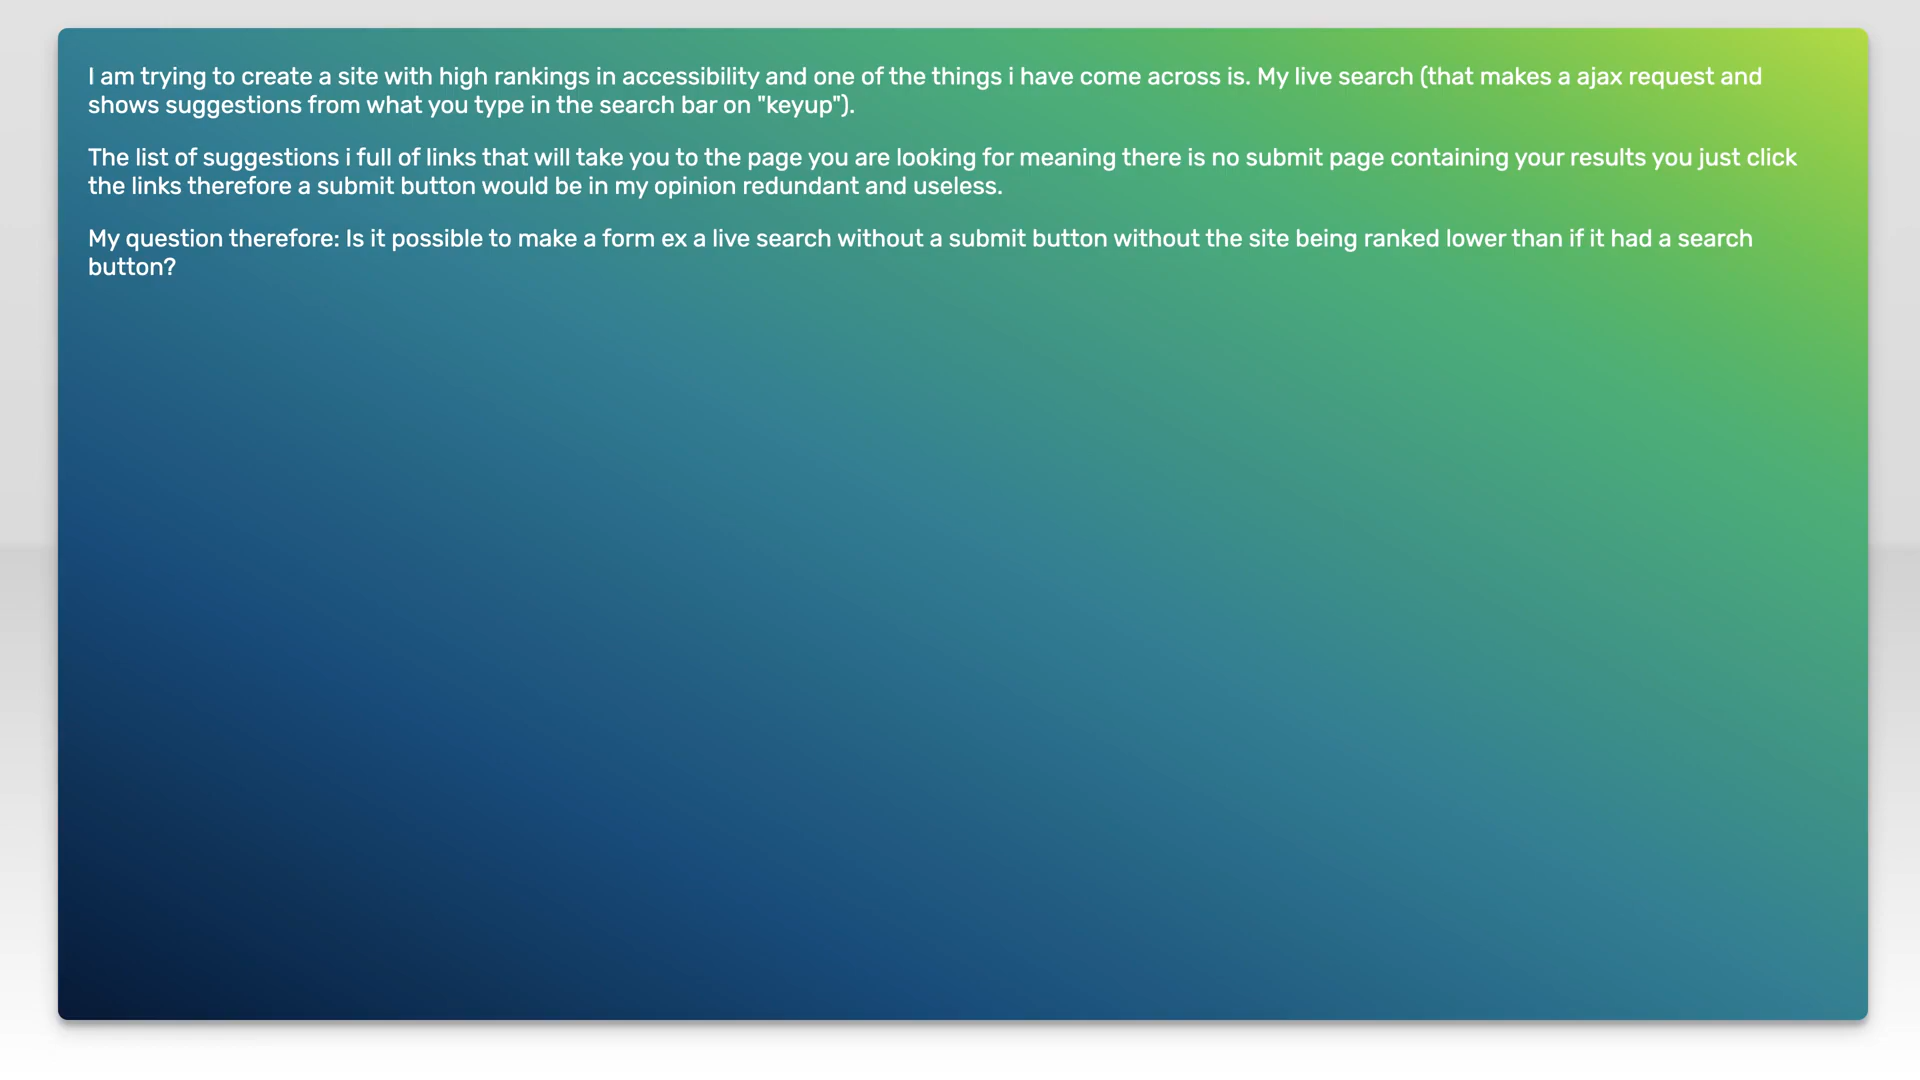 I am trying to create a site with high rankings in accessibility and one of the things i have come across is. My live search (that makes a ajax request and
shows suggestions from what you type in the search bar on "keyup").
The list of suggestions i full of links that will take you to the page you are looking for meaning there is no submit page containing your results you just click
the links therefore a submit button would be in my opinion redundant and useless.
My question therefore: Is it possible to make a form ex a live search without a submit button without the site being ranked lower than if it had a search
button?